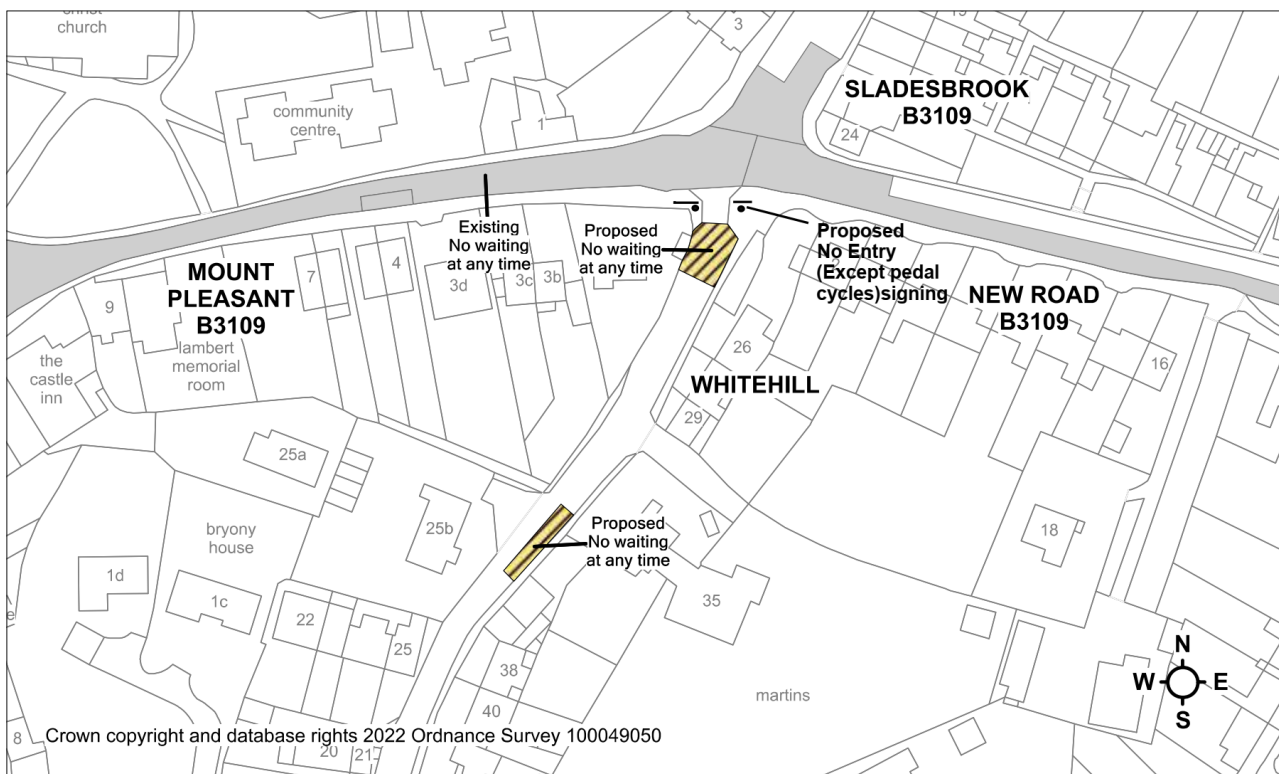 christ
church
3
19
SLADESBROOK
B3109
community
centre
1
24
Existing
No waiting
at any time
Proposed
No waiting
at any time
Proposed
No Entry
(Except pedal
cycles)signing
2
4
MOUNT
PLEASANT
B3109
7
4
3d
3c
3b
NEW ROAD
B3109
9
lambert
memorial
room
the
castle
inn
26
16
WHITEHILL
29
25a
25b
bryony
house
Proposed
No waiting
at any time
18
1d
1c
22
25
35
38
40
martins
N
W
E
S
8
Crown copyright and database rights 2022 Ordnance Survey 100049050
20
21